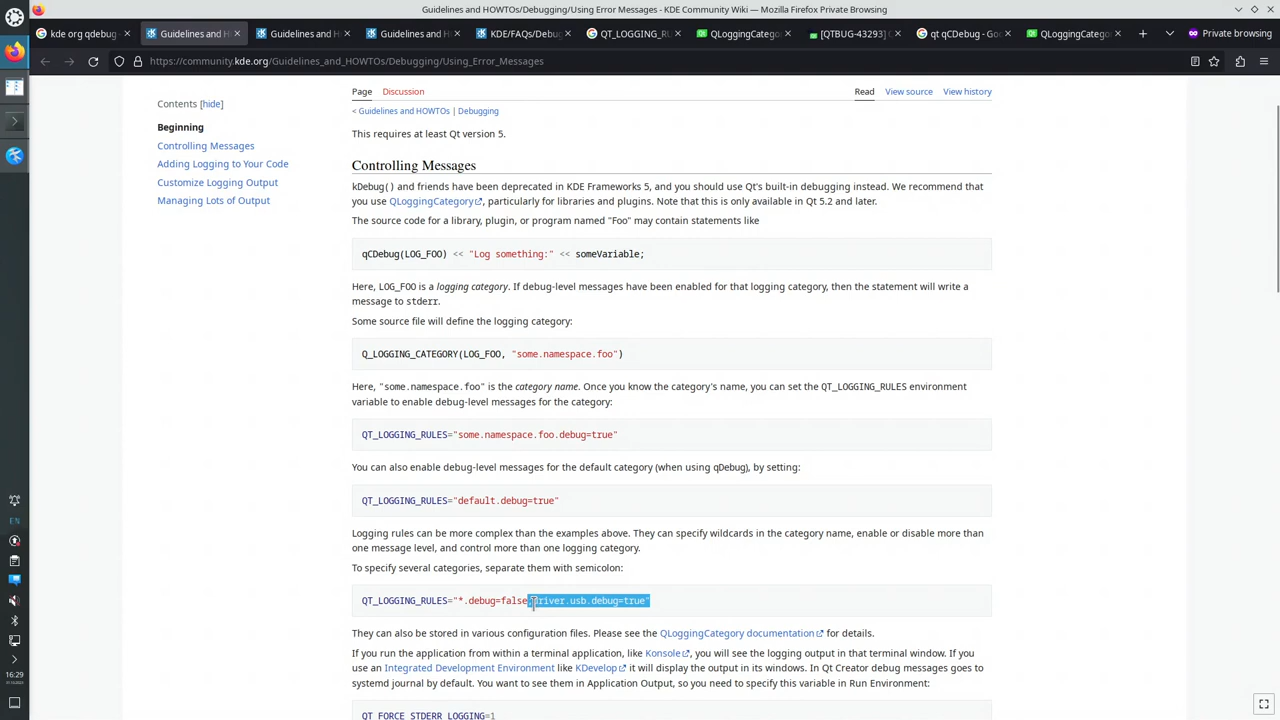 Guidelines and HOWTOs/Debugging/Using Error Messages - KDE Community Wiki — Mozilla Firefox Private Browsing
kde org qdebug
Guidelines and H
Guidelines and H
Guidelines and H
KDE/FAQs/Debug
QT_LOGGING_RU
QLoggingCatego
[QTBUG-43293]
qt qCDebug - Goo
QLoggingCatego
Private browsing
https://community.kde.org/Guidelines_and_HOWTOs/Debugging/Using_Error_Messages
Contents [hide]
Beginning
Controlling Messages
Adding Logging to Your Code
Customize Logging Output
Managing Lots of Output
Page
Discussion
Read
View source
View history
< Guidelines and HOWTOs | Debugging
This requires at least Qt version 5.
Controlling Messages
kDebug() and friends have been deprecated in KDE Frameworks 5, and you should use Qt's built-in debugging instead. We recommend that
you use QLoggingCategory, particularly for libraries and plugins. Note that this is only available in Qt 5.2 and later.
The source code for a library, plugin, or program named "Foo" may contain statements like
qCDebug(LOG_FOO) << "Log something:" << someVariable;
Here, LOG_FOO is a logging category. If debug-level messages have been enabled for that logging category, then the statement will write a
message to stderr.
Some source file will define the logging category:
Q_LOGGING_CATEGORY(LOG_FOO, "some.namespace.foo")
Here, "some.namespace.foo" is the category name. Once you know the category's name, you can set the QT_LOGGING_RULES environment
variable to enable debug-level messages for the category:
QT_LOGGING_RULES="some.namespace.foo.debug=true"
You can also enable debug-level messages for the default category (when using qDebug), by setting:
QT_LOGGING_RULES="default.debug=true"
Logging rules can be more complex than the examples above. They can specify wildcards in the category name, enable or disable more than
one message level, and control more than one logging category.
To specify several categories, separate them with semicolon:
QT_LOGGING_RULES="*.debug=false;driver.usb.debug=true"
They can also be stored in various configuration files. Please see the QLoggingCategory documentation for details.
If you run the application from within a terminal application, like Konsole, you will see the logging output in that terminal window. If you
use an Integrated Development Environment like KDevelop it will display the output in its windows. In Qt Creator debug messages goes to
systemd journal by default. You want to see them in Application Output, so you need to specify this variable in Run Environment:
QT_FORCE_STDERR_LOGGING=1
EN
16:29